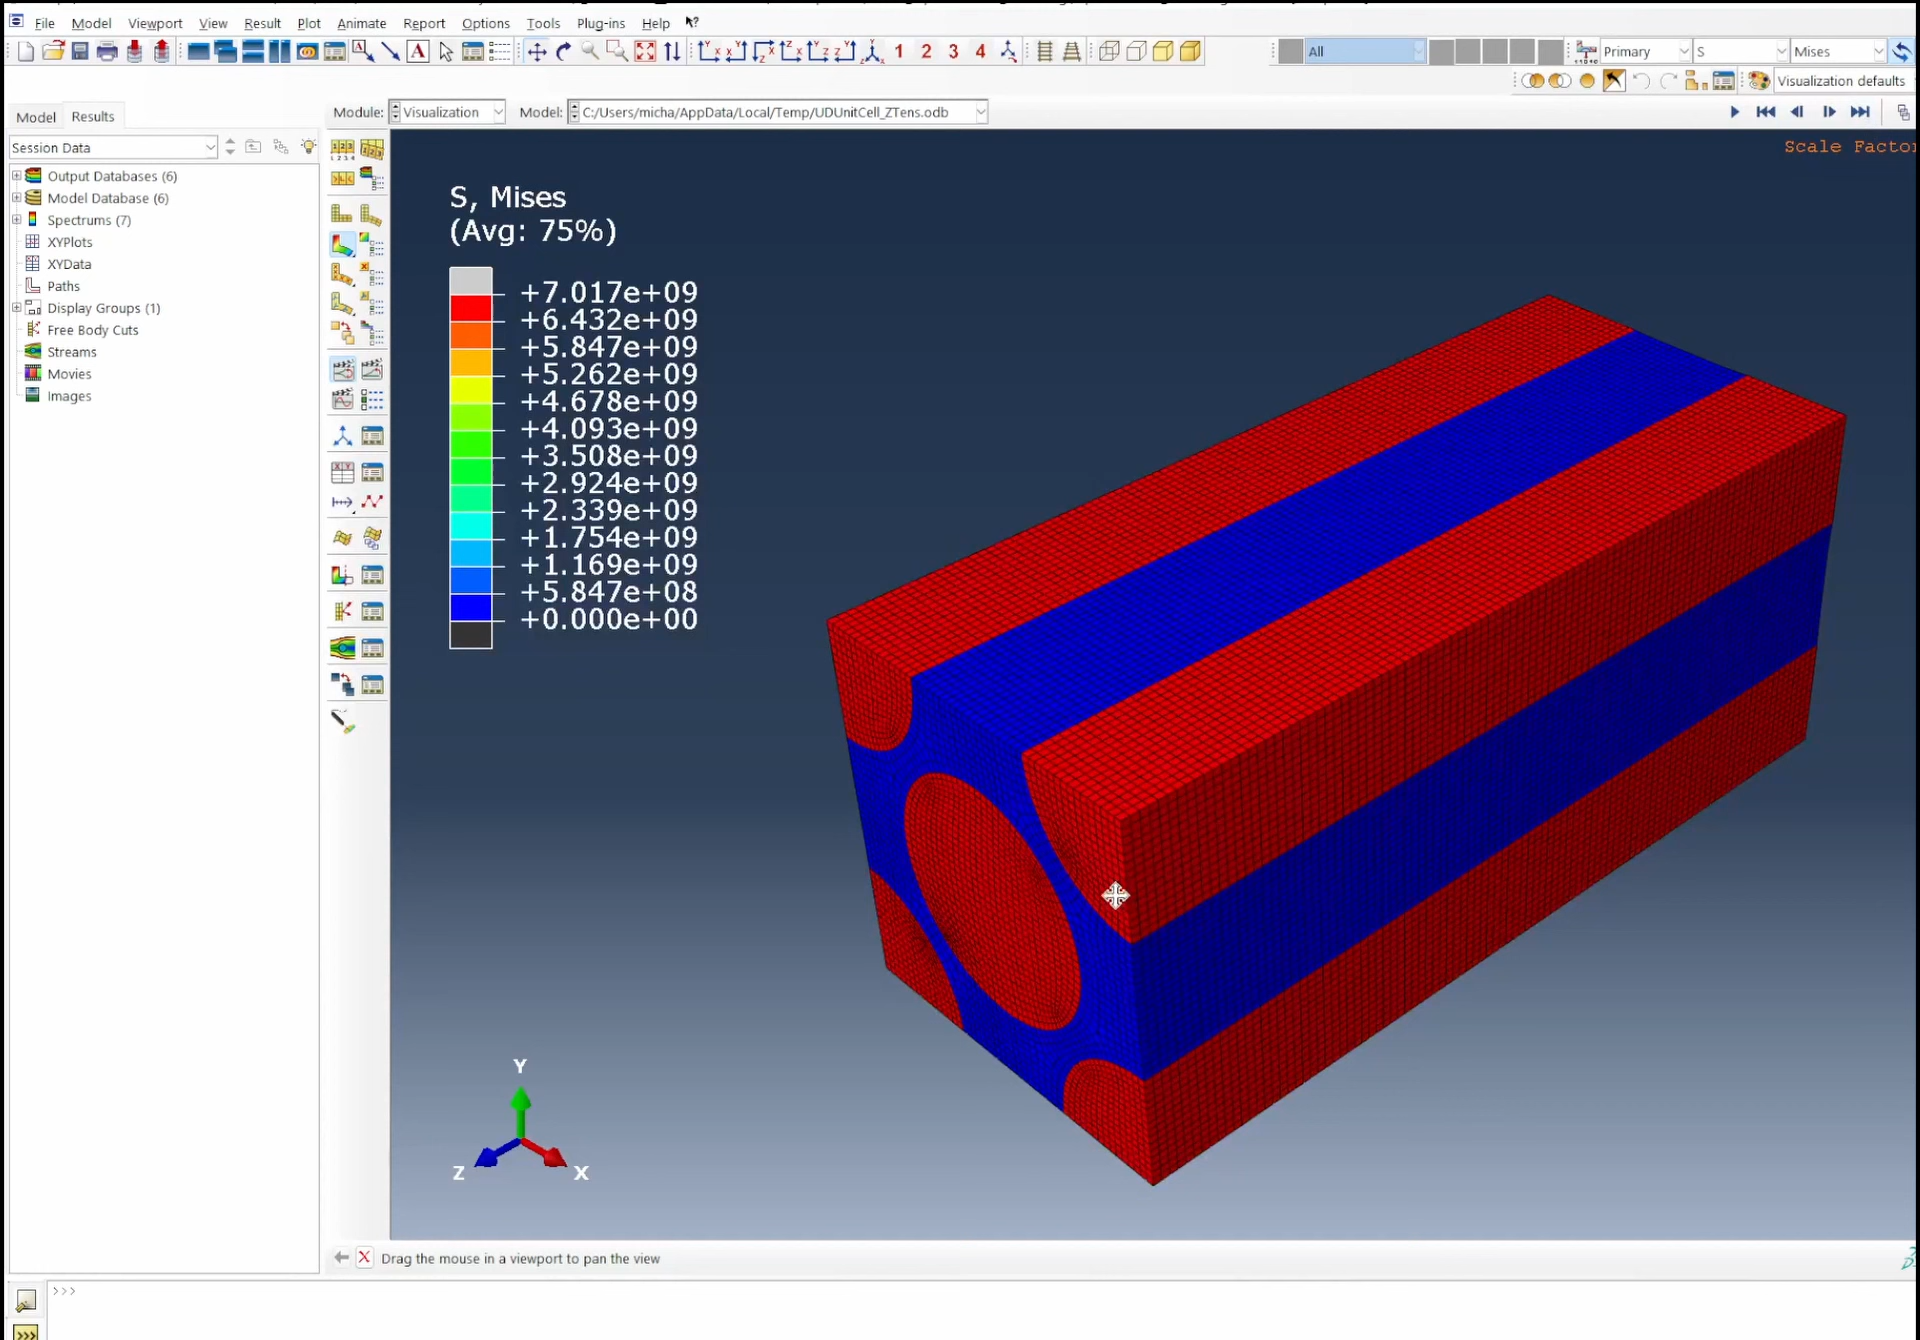 File Model Viewport View Result Plot Animate Report Options Tools Plug-ins Help
1 2 3 4 All Primary S Mises
Visualization defaults
Model Results
Module: Visualization Model: C:/Users/micha/AppData/Local/Temp/UDUnitCell_ZTens.odb
Session Data
Output Databases (6)
Model Database (6)
Spectrums (7)
XYPlots
XYData
Paths
Display Groups (1)
Free Body Cuts
Streams
Movies
Images
Scale Factor
S, Mises
(Avg: 75%)
+7.017e+09
+6.432e+09
+5.847e+09
+5.262e+09
+4.678e+09
+4.093e+09
+3.508e+09
+2.924e+09
+2.339e+09
+1.754e+09
+1.169e+09
+5.847e+08
+0.000e+00
Y
Z X
Drag the mouse in a viewport to pan the view
>>>
>>>